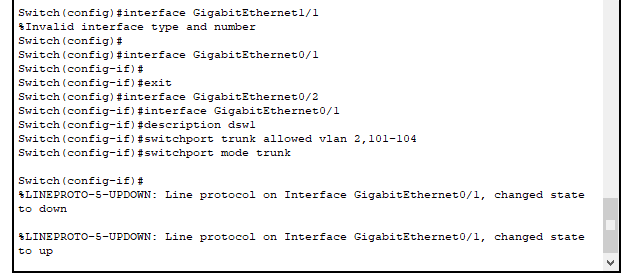 Switch(config)#interface GigabitEthernet1/1
%Invalid interface type and number
Switch(config)#
Switch(config)#interface GigabitEthernet0/1
Switch(config-if)#
Switch(config-if)#exit
Switch(config)#interface GigabitEthernet0/2
Switch(config-if)#interface GigabitEthernet0/1
Switch(config-if)#description dsw1
Switch(config-if)#switchport trunk allowed vlan 2,101-104
Switch(config-if)#switchport mode trunk
Switch(config-if)#
%LINEPROTO-5-UPDOWN: Line protocol on Interface GigabitEthernet0/1, changed state
to down
%LINEPROTO-5-UPDOWN: Line protocol on Interface GigabitEthernet0/1, changed state
to up